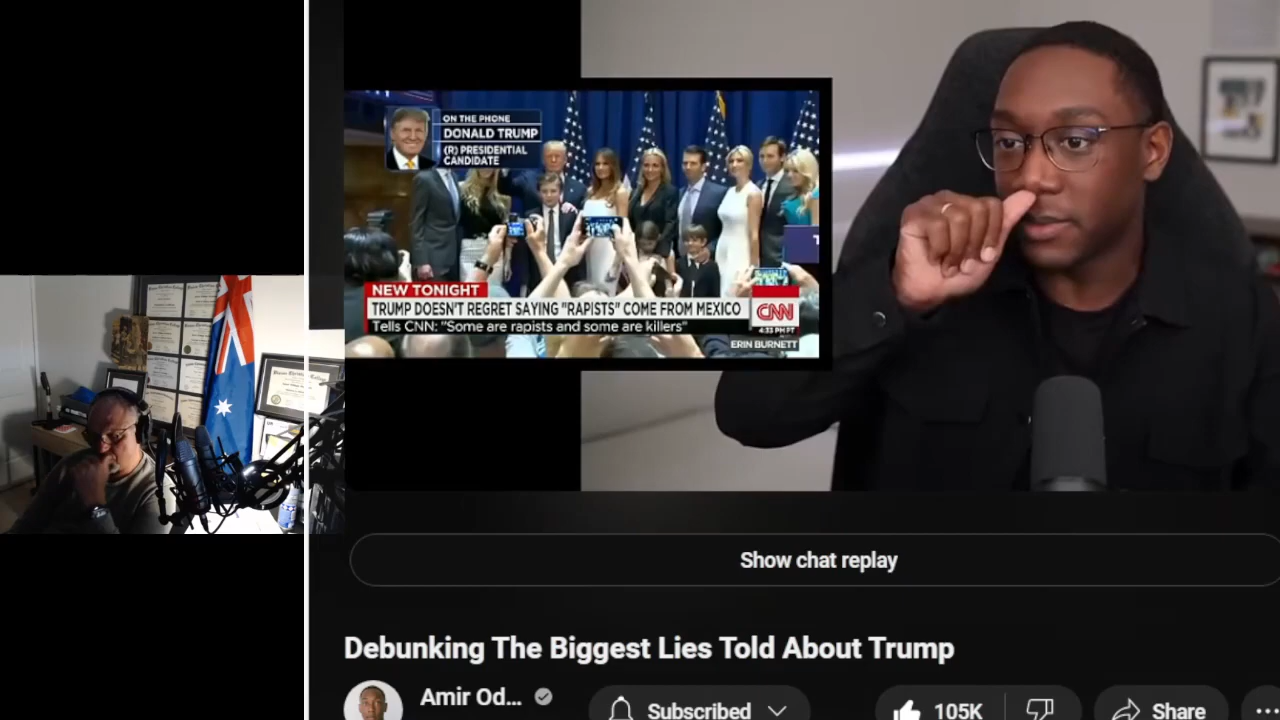 ON THE PHONE
DONALD TRUMP
(R) PRESIDENTIAL
CANDIDATE
NEW TONIGHT
TRUMP DOESN'T REGRET SAYING "RAPISTS" COME FROM MEXICO
Tells CNN: "Some are rapists and some are killers"
CNN
4:33 PM PT
ERIN BURNETT
Show chat replay
Debunking The Biggest Lies Told About Trump
Amir Od...
Subscribed
105K
Share